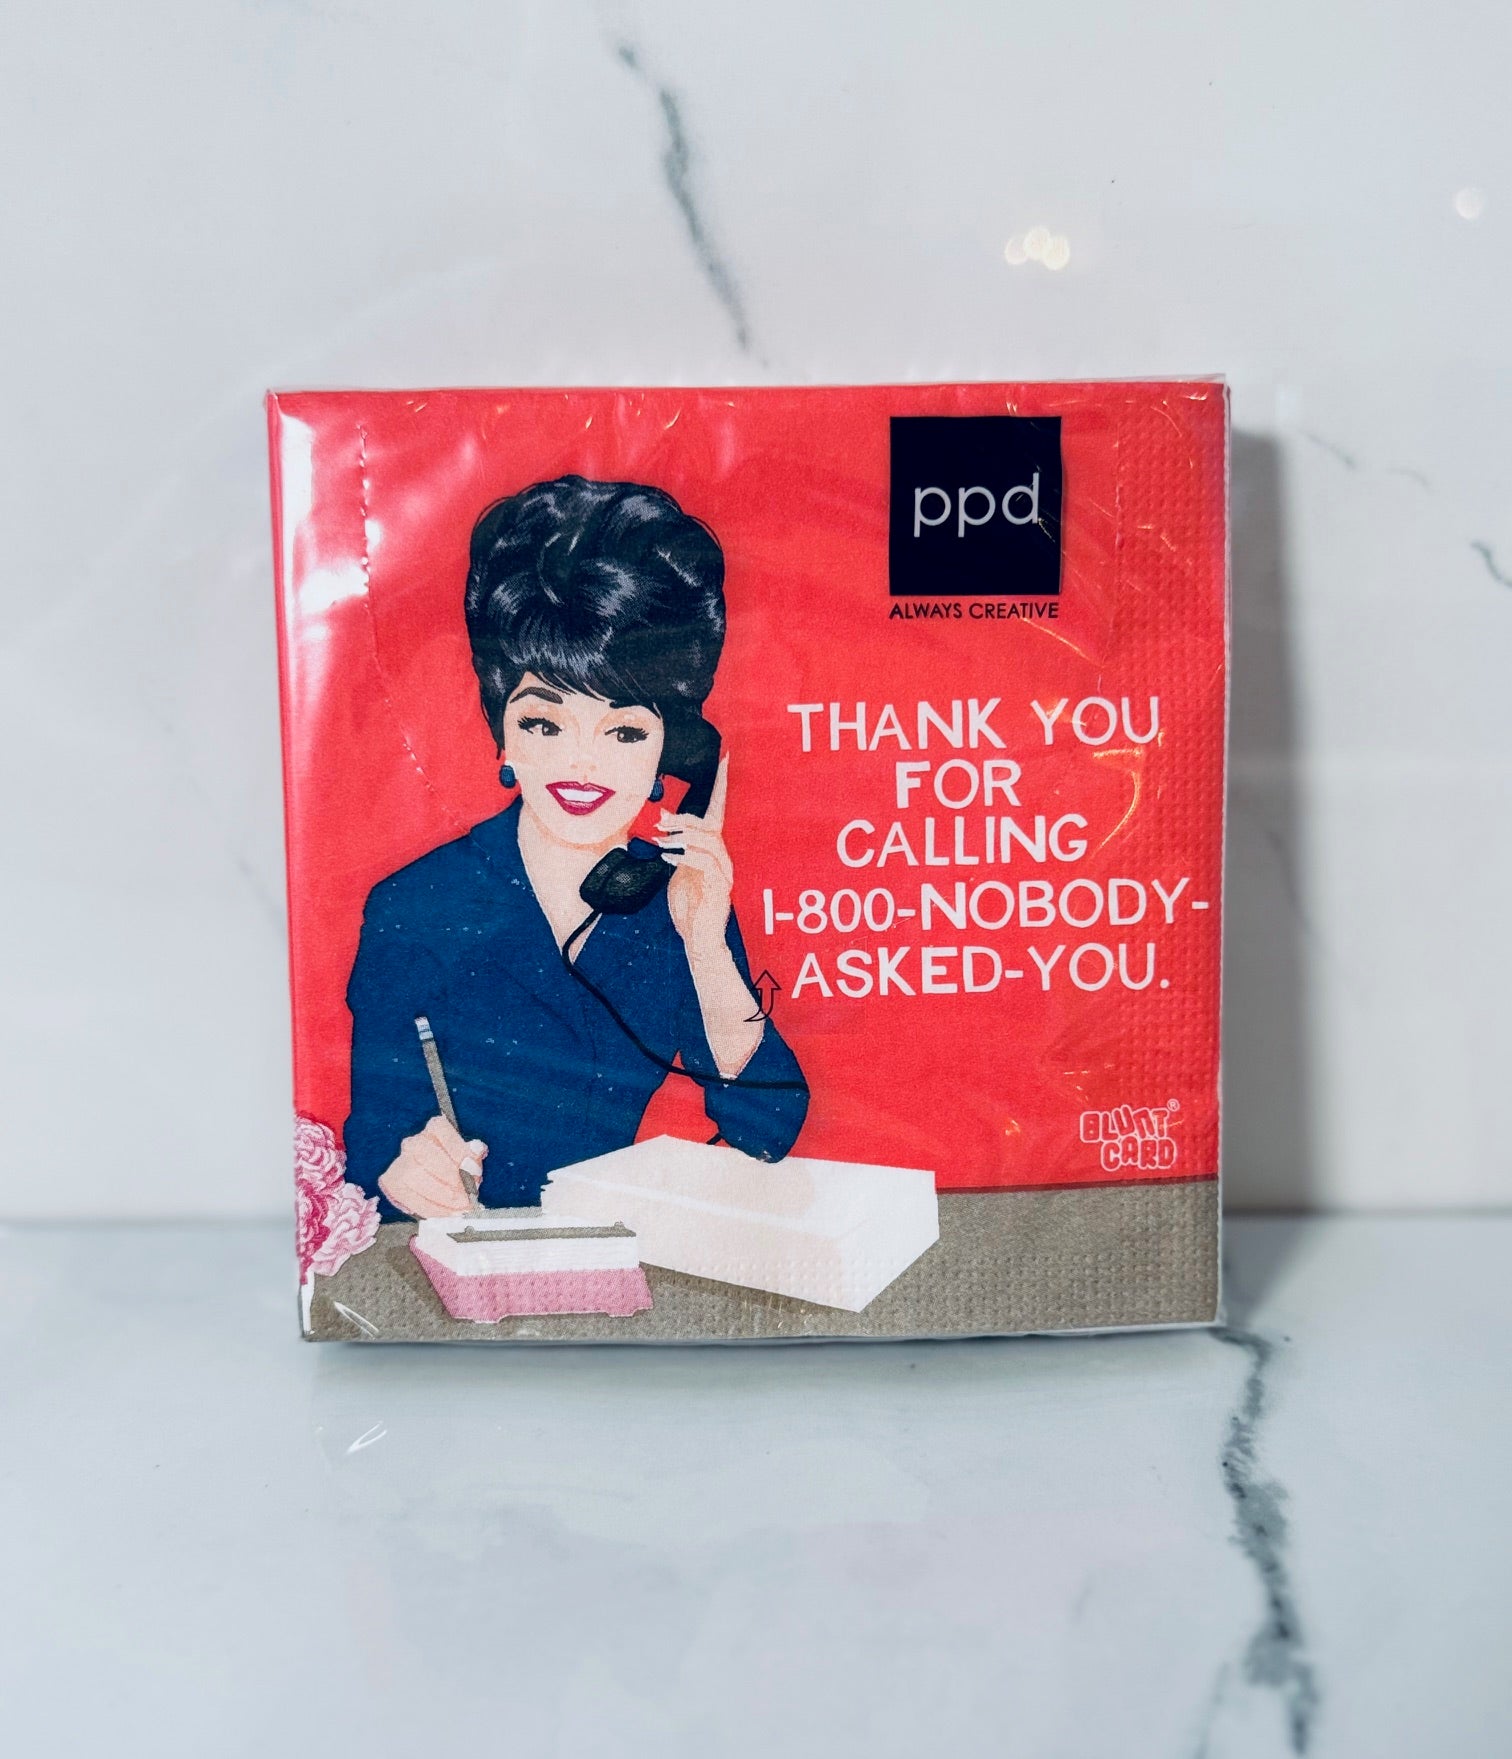 ppd
ALWAYS CREATIVE
THANK YOU
FOR
CALLING
1-800-NOBODY-
ASKED-YOU.
BLUNT®
CARD